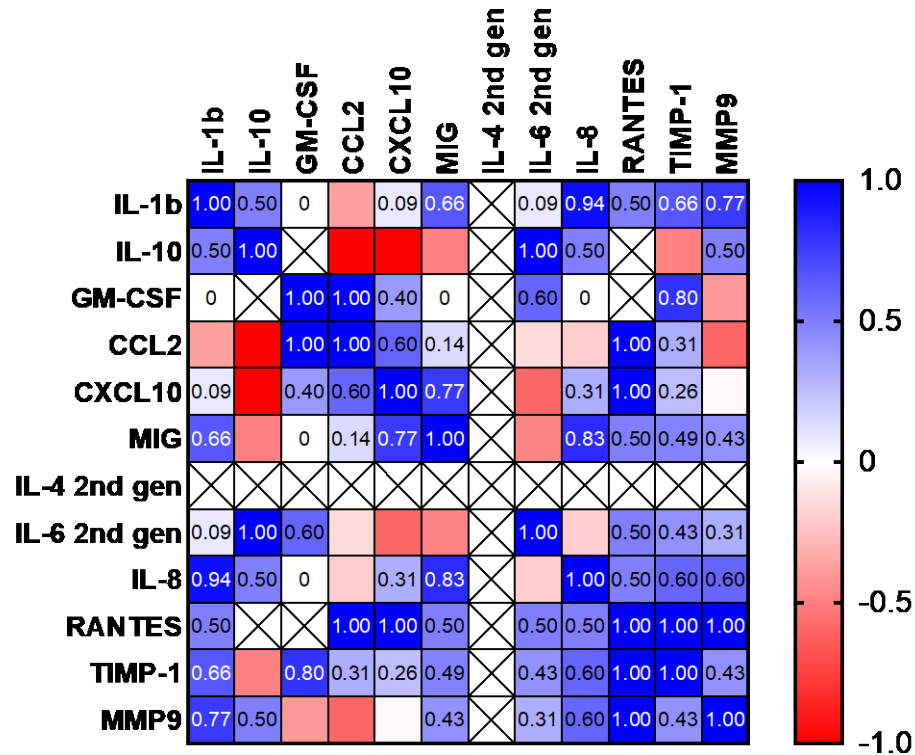 IL-1b IL-10 GM-CSF CCL2 CXCL10 MIG IL-4 2nd gen IL-6 2nd gen IL-8 RANTES TIMP-1 MMP9
IL-1b 1.00 0.50 0 0.09 0.66 0.09 0.94 0.50 0.66 0.77
IL-10 0.50 1.00 1.00 0.50 0.50
GM-CSF 0 1.00 1.00 0.40 0 0.60 0 0.80
CCL2 1.00 1.00 0.60 0.14 1.00 0.31
CXCL10 0.09 0.40 0.60 1.00 0.77 0.31 1.00 0.26
MIG 0.66 0 0.14 0.77 1.00 0.83 0.50 0.49 0.43
IL-4 2nd gen
IL-6 2nd gen 0.09 1.00 0.60 1.00 0.50 0.43 0.31
IL-8 0.94 0.50 0 0.31 0.83 1.00 0.50 0.60 0.60
RANTES 0.50 1.00 1.00 0.50 0.50 0.50 1.00 1.00 1.00
TIMP-1 0.66 0.80 0.31 0.26 0.49 0.43 0.60 1.00 1.00 0.43
MMP9 0.77 0.50 0.43 0.31 0.60 1.00 0.43 1.00
1.0
0.5
0
-0.5
-1.0